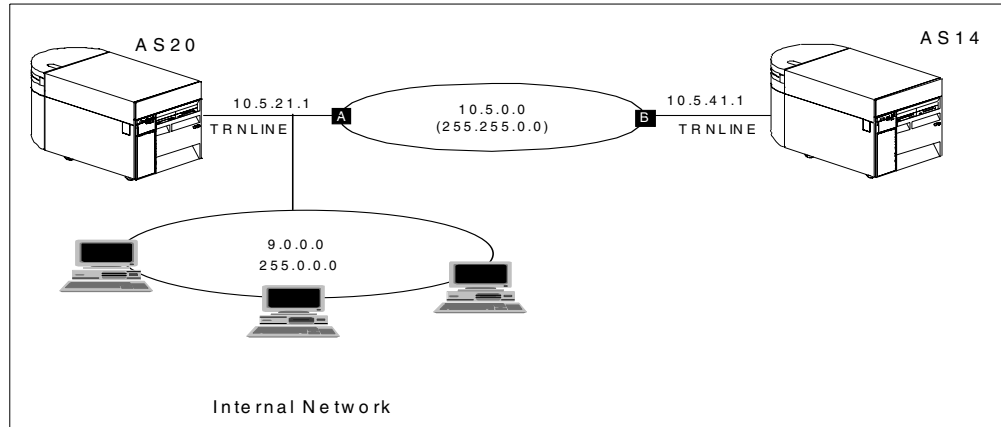 AS20
AS14
10.5.21.1
TRNLINE
A
10.5.0.0
(255.255.0.0)
B
10.5.41.1
TRNLINE
9.0.0.0
255.0.0.0
Internal Network